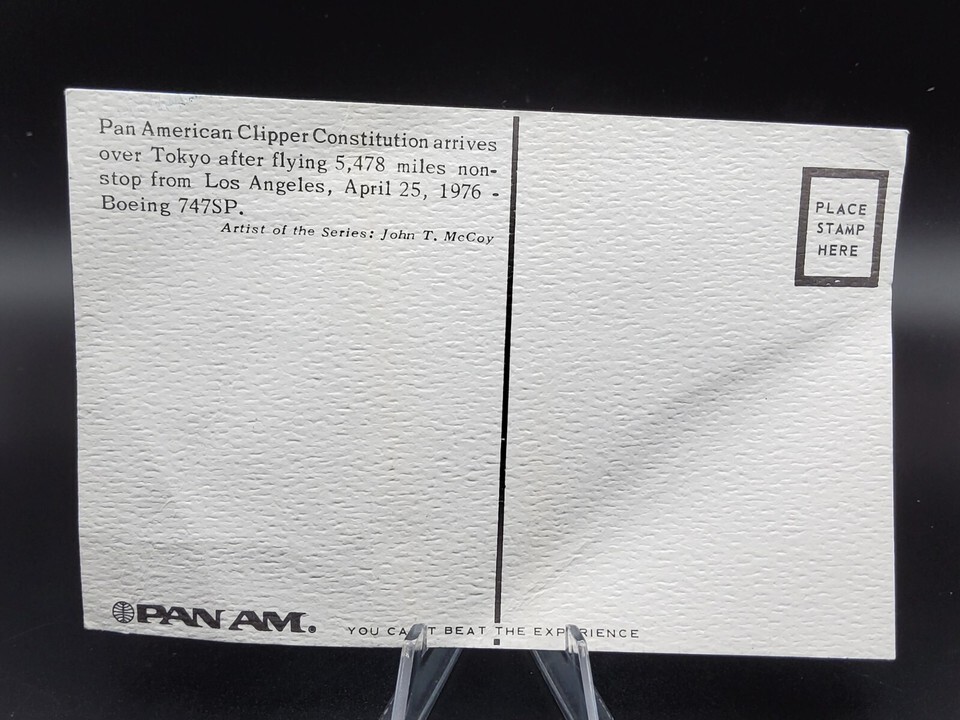 Pan American Clipper Constitution arrives
over Tokyo after flying 5,478 miles non-
stop from Los Angeles, April 25, 1976 -
Boeing 747SP.
Artist of the Series: John T. McCoy
PLACE
STAMP
HERE
PAN AM.
YOU CAN'T BEAT THE EXPERIENCE